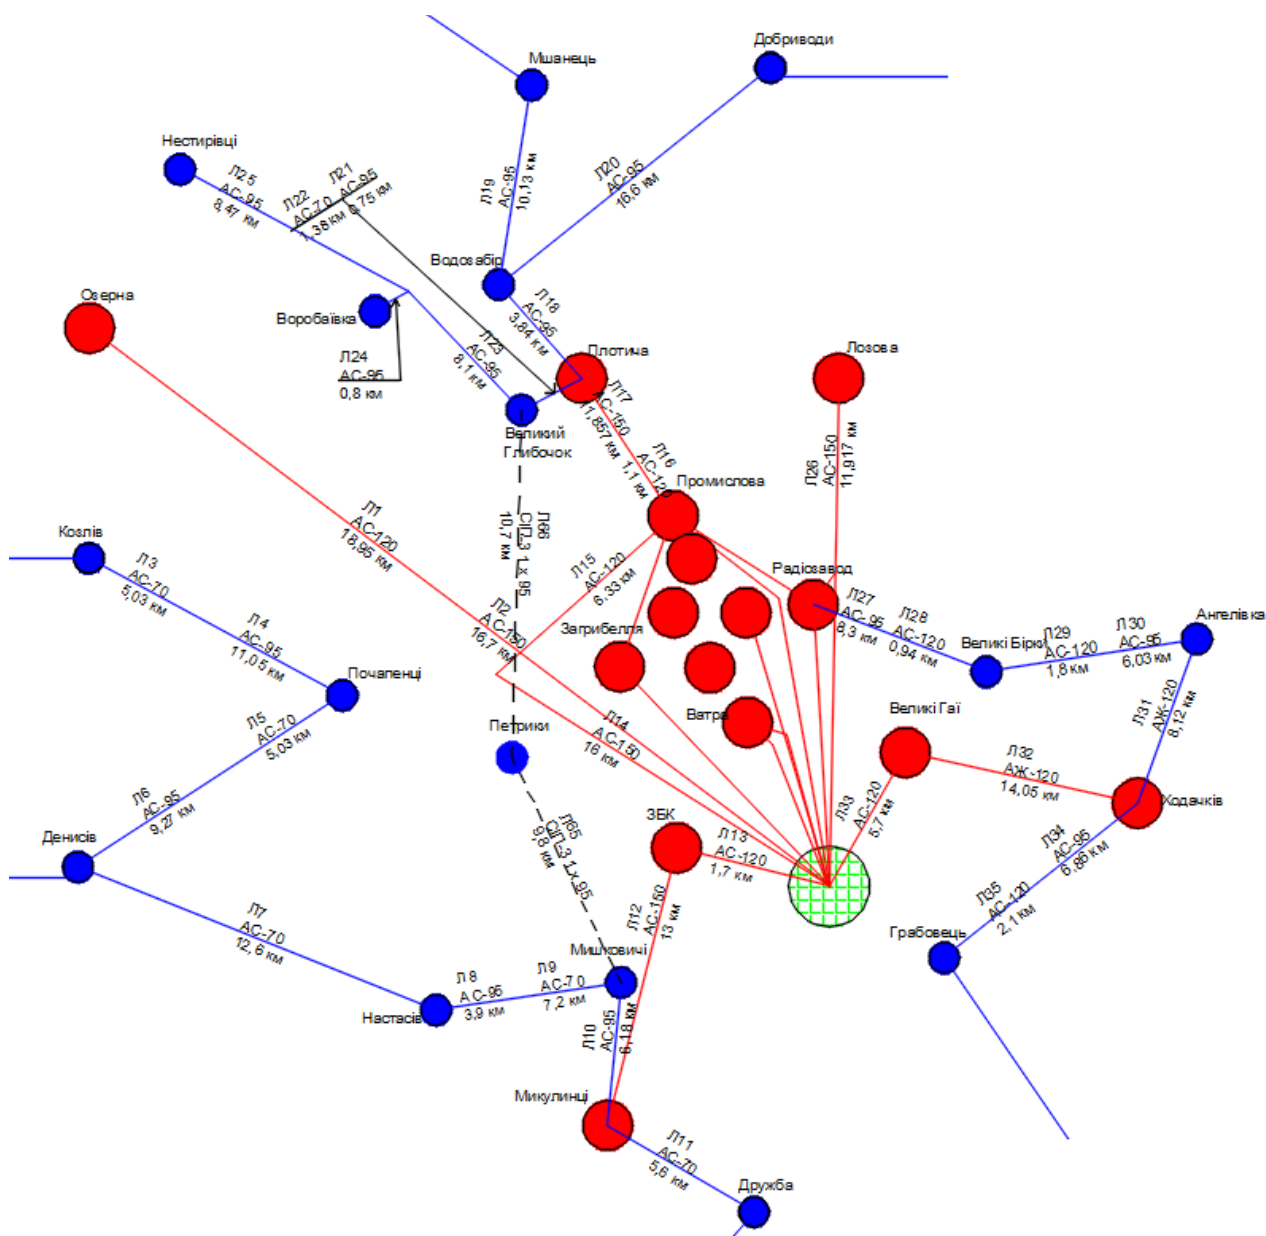 Добриводи
Мшанець
Нестирівці
Л25
АС-95
8,47 км
Л22
АС-70
1,38 км
Л21
АС-95
0,75 км
Л19
АС-95
10,13 км
Л20
АС-95
16,6 км
Водозабір
Озерна
Воробаївка
Л18
АС-95
3,84 км
Л23
АС-95
8,1 км
Л24
АС-95
0,8 км
Плотича
Лозова
Л17
АС-150
11,857 км
Великий
Глибочок
Л16
АС-120
1,1 км
Л26
АС-150
11,917 км
Промислова
Л1
АС-120
18,95 км
Л66
СІП-3 1 х 95
10,7 км
Козлів
Л3
АС-70
5,03 км
Л15
АС-120
6,33 км
Радіозавод
Л27
АС-95
8,3 км
Л28
АС-120
0,94 км
Ангелівка
Л4
АС-95
11,05 км
Л2
АС-150
16,7 км
Загрибелля
Великі Бірки
Л29
АС-120
1,8 км
Л30
АС-95
6,03 км
Почапенці
Л5
АС-70
5,03 км
Петрики
Л14
АС-150
16 км
Ватра
Великі Гаї
Л31
АЖ-120
8,12 км
Л32
АЖ-120
14,05 км
Ходачків
Л6
АС-95
9,27 км
Денисів
Л65
СІП-3 1 х 95
9,8 км
ЗБК
Л13
АС-120
1,7 км
Л33
АС-120
5,7 км
Л34
АС-95
6,86 км
Л35
АС-120
2,1 км
Л7
АС-70
12,6 км
Л12
АС-150
13 км
Грабовець
Мишковичі
Л8
АС-95
3,9 км
Л9
АС-70
7,2 км
Настасів
Л10
АС-95
6,18 км
Микулинці
Л11
АС-70
5,6 км
Дружба